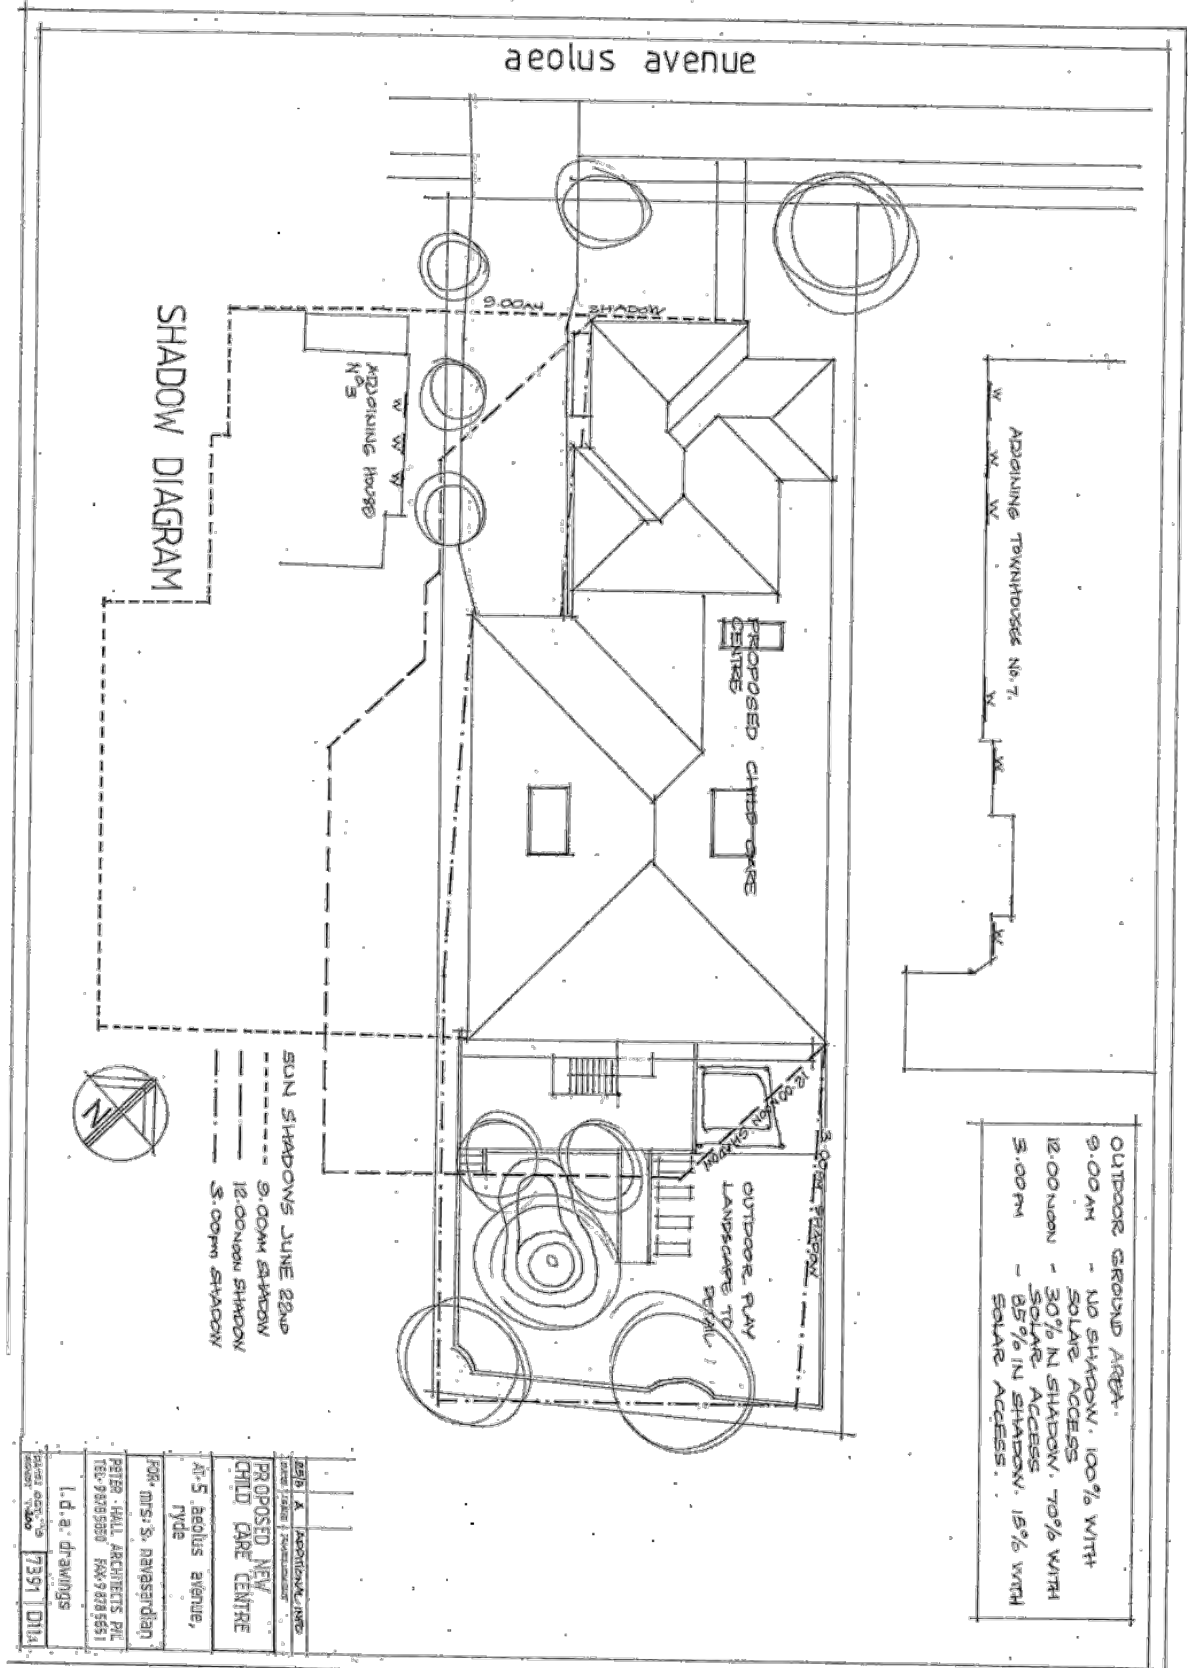 aeolus avenue
SHADOW DIAGRAM
9.00AM
SHADOW
ADJOINING HOUSE
Nº3
W
W
W
ADJOINING TOWNHOUSES No.7.
W
W
W
W
W
W
PROPOSED CHILD CARE
CENTRE
12.00 NOON SHADOW
3.00PM SHADOW
OUTDOOR PLAY
LANDSCAPE TO
DETAIL
SUN SHADOWS JUNE 22ND
9.00AM SHADOW
12.00NOON SHADOW
3.00PM SHADOW
N
OUTDOOR GROUND AREA.
9.00AM - NO SHADOW. 100% WITH
SOLAR ACCESS
12.00NOON - 30% IN SHADOW. 70% WITH
SOLAR ACCESS
3.00PM - 85% IN SHADOW. 15% WITH
SOLAR ACCESS.
A ADDITIONAL INFO
PROPOSED NEW
CHILD CARE CENTRE
AT-5 aeolus avenue,
ryde
FOR. mrs. s. navasardian
PETER HALL ARCHITECTS P/L
l.d.a. drawings
7391 D11